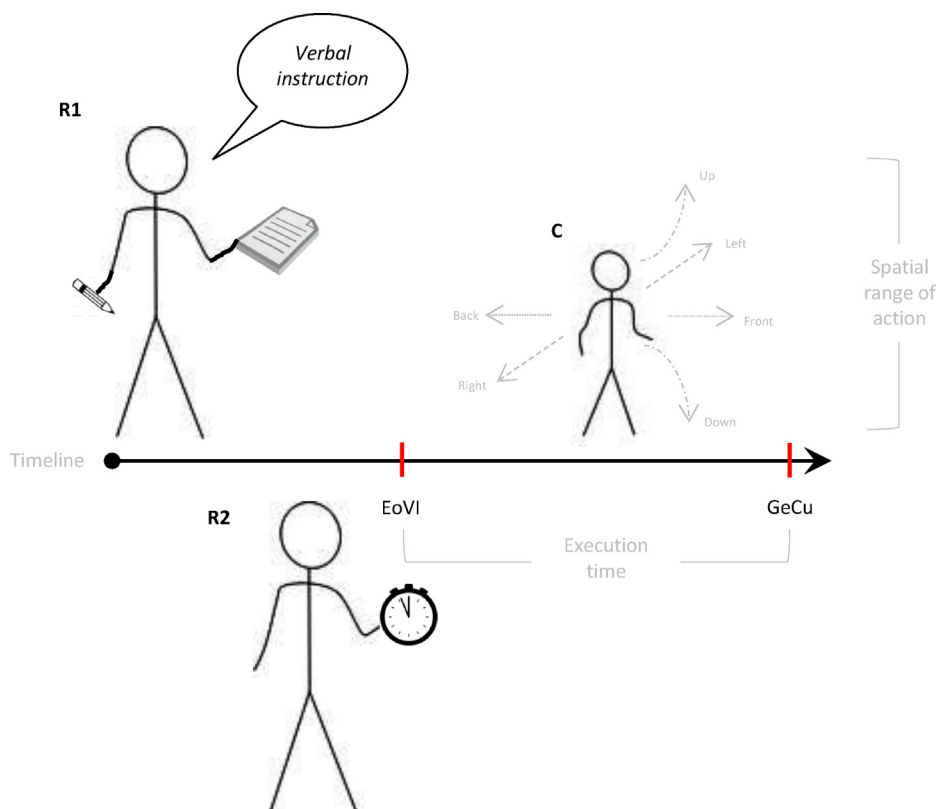 Verbal
instruction
R1
Up
C
Left
Spatial
range of
action
Back
Front
Right
Down
Timeline
EoVI
GeCu
R2
Execution
time